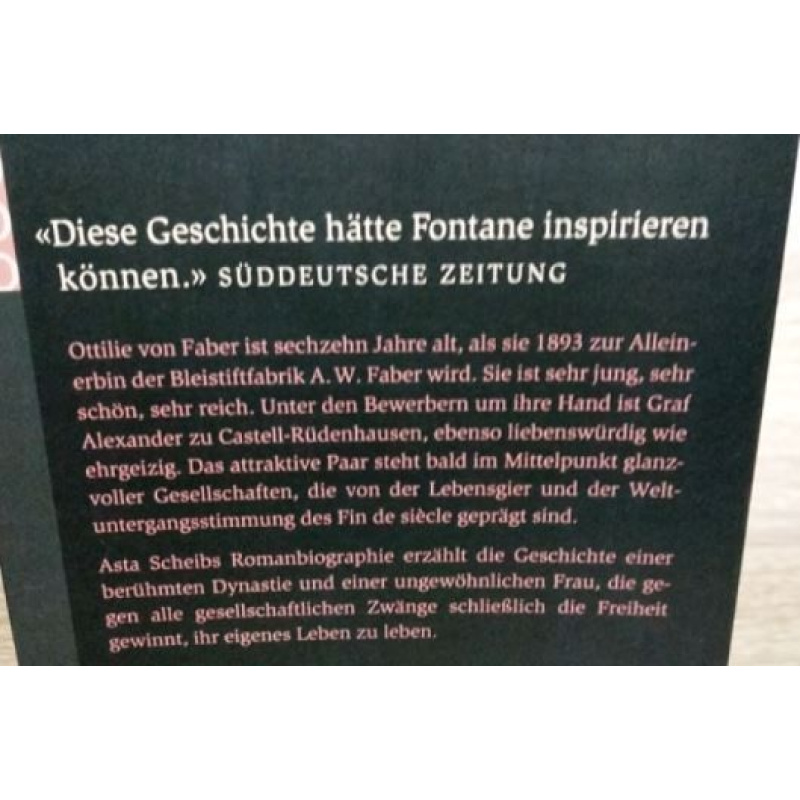 «Diese Geschichte hätte Fontane inspirieren
können.» SÜDDEUTSCHE ZEITUNG
Ottilie von Faber ist sechzehn Jahre alt, als sie 1893 zur Allein-
erbin der Bleistiftfabrik A. W. Faber wird. Sie ist sehr jung, sehr
schön, sehr reich. Unter den Bewerbern um ihre Hand ist Graf
Alexander zu Castell-Rüdenhausen, ebenso liebenswürdig wie
ehrgeizig. Das attraktive Paar steht bald im Mittelpunkt glanz-
voller Gesellschaften, die von der Lebensgier und der Welt-
untergangsstimmung des Fin de siècle geprägt sind.
Asta Scheibs Romanbiographie erzählt die Geschichte einer
berühmten Dynastie und einer ungewöhnlichen Frau, die ge-
gen alle gesellschaftlichen Zwänge schließlich die Freiheit
gewinnt, ihr eigenes Leben zu leben.